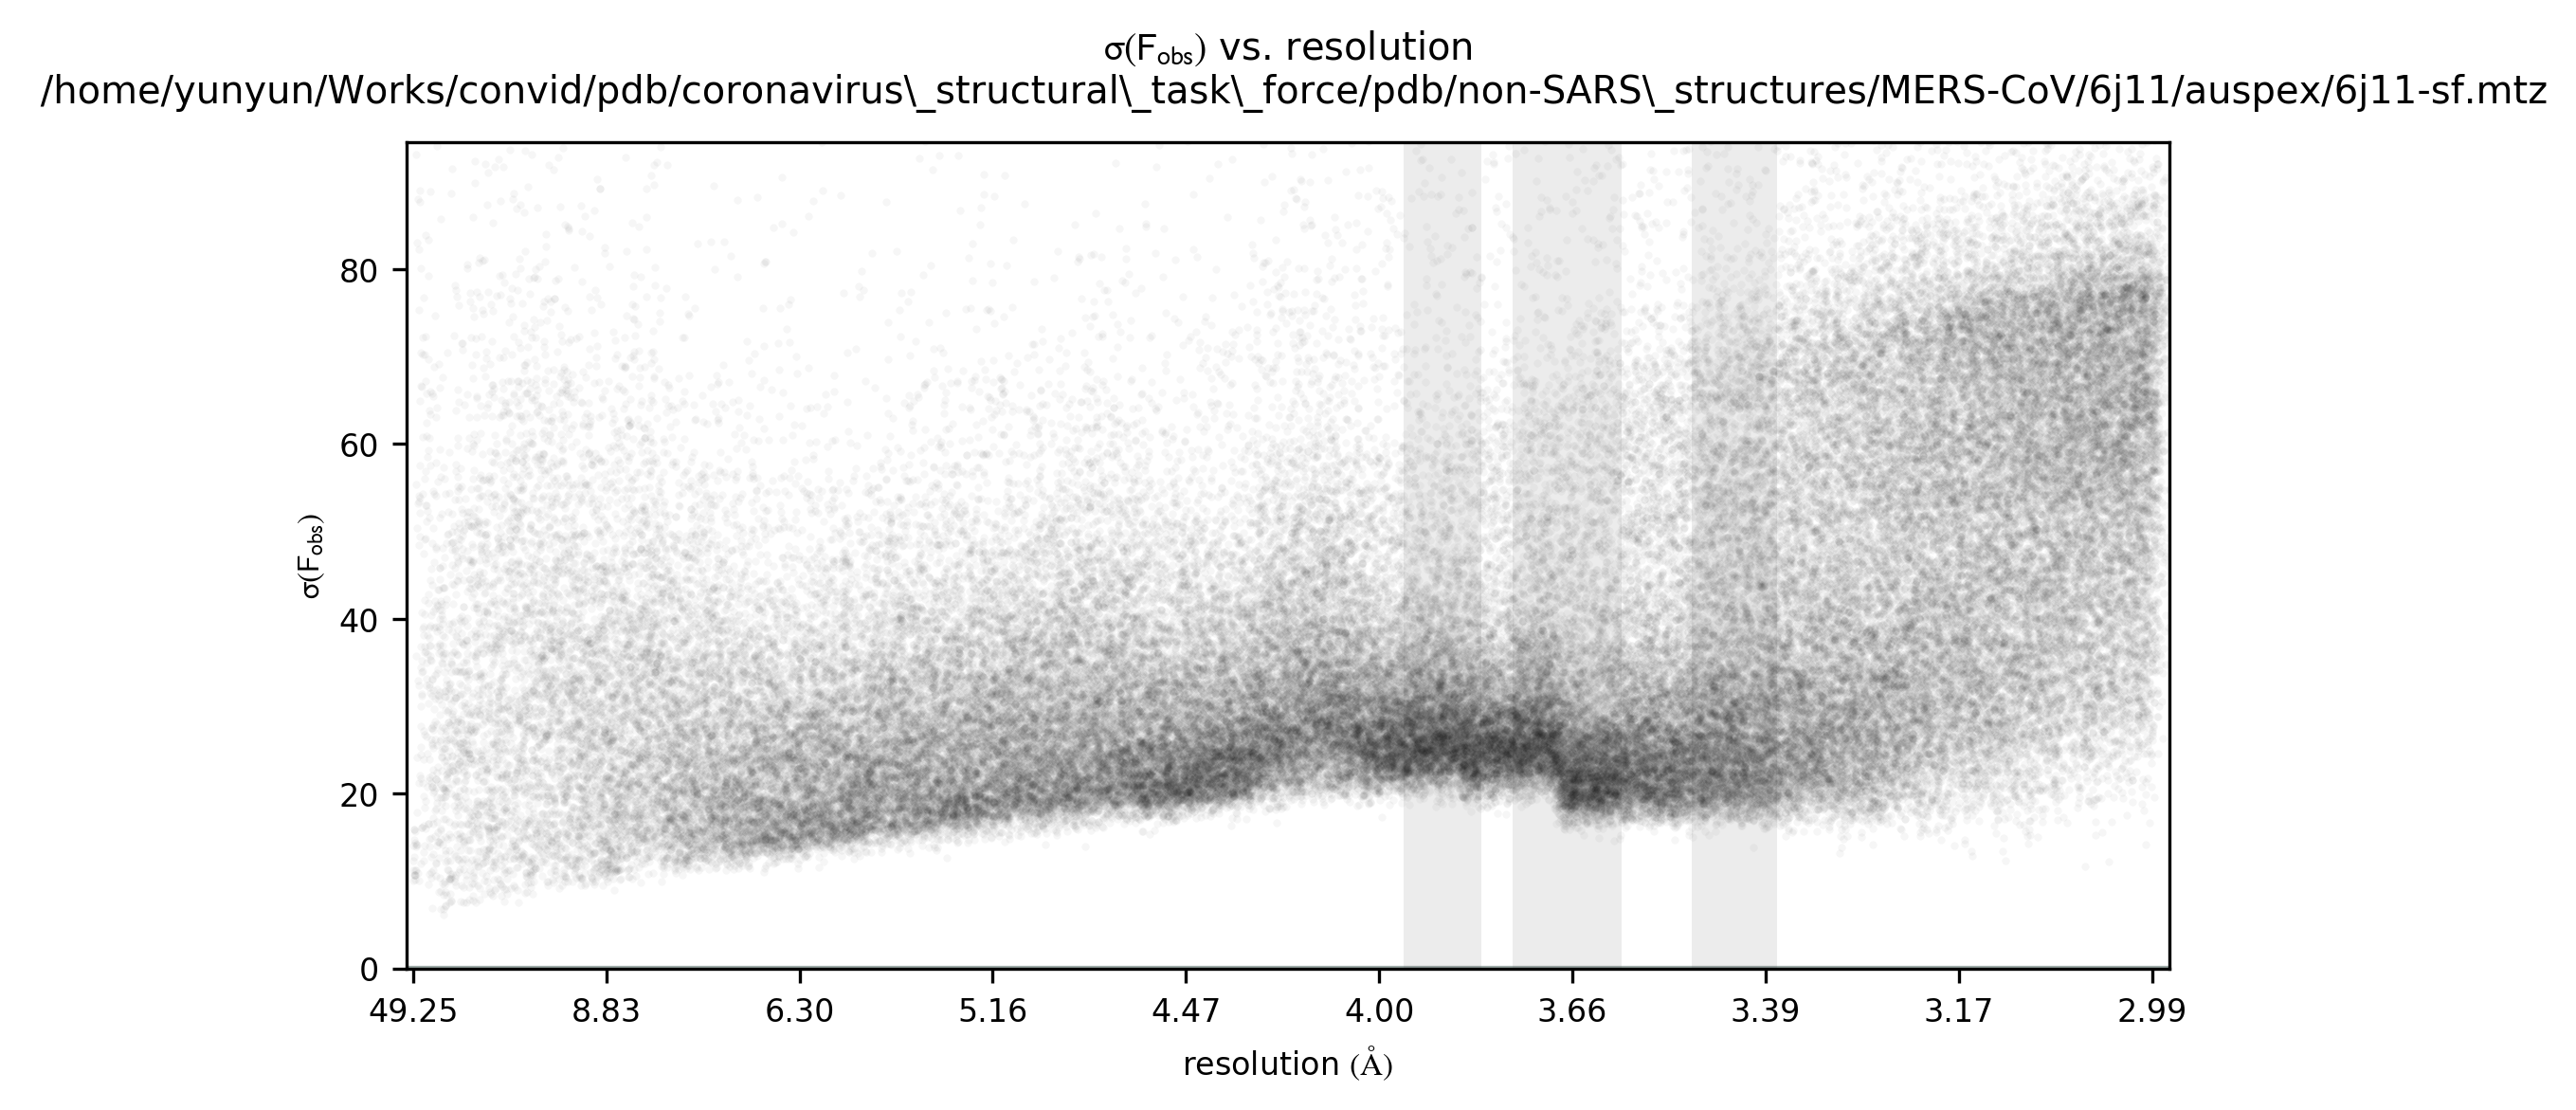 σ(F_obs) vs. resolution
/home/yunyun/Works/convid/pdb/coronavirus\_structural\_task\_force/pdb/non-SARS\_structures/MERS-CoV/6j11/auspex/6j11-sf.mtz
80
60
40
20
0
σ(F_obs)
49.25 8.83 6.30 5.16 4.47 4.00 3.66 3.39 3.17 2.99
resolution (Å)